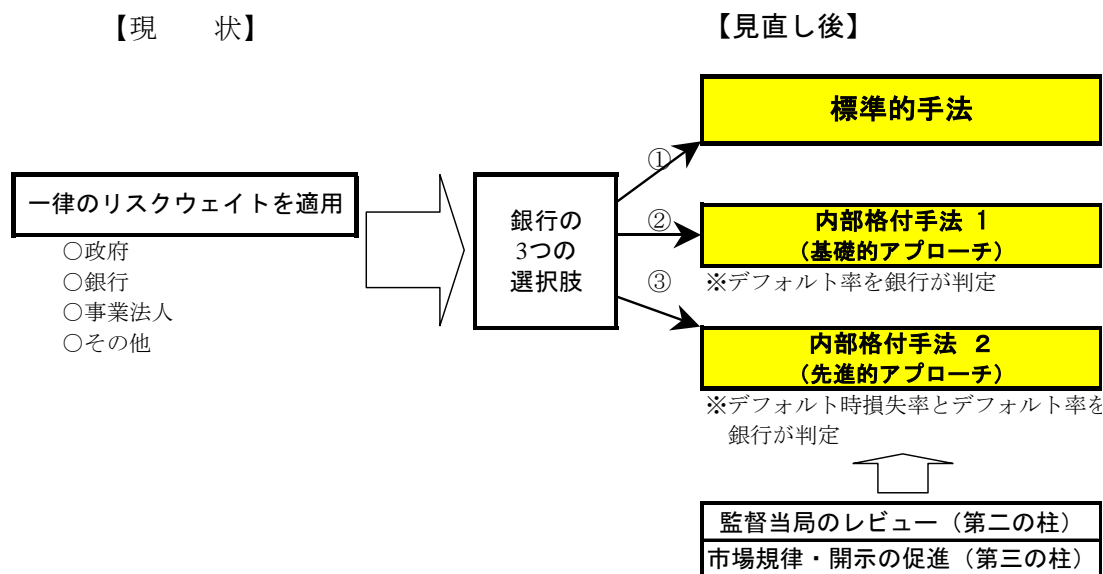 【現　　状】
【見直し後】
一律のリスクウェイトを適用
○政府
○銀行
○事業法人
○その他
銀行の
3つの
選択肢
①
②
③
標準的手法
内部格付手法 1
（基礎的アプローチ）
※デフォルト率を銀行が判定
内部格付手法 2
（先進的アプローチ）
※デフォルト時損失率とデフォルト率を
銀行が判定
監督当局のレビュー（第二の柱）
市場規律・開示の促進（第三の柱）